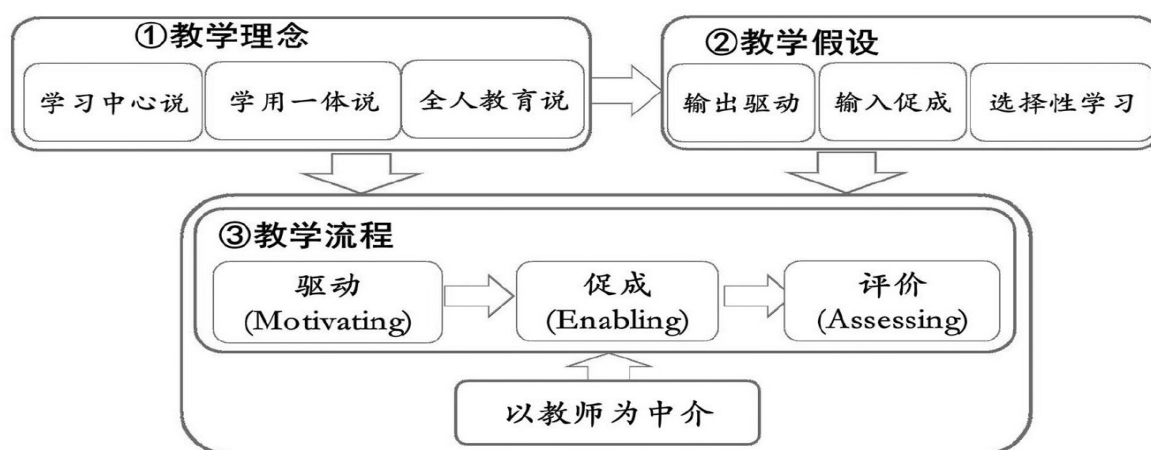 ①教学理念
学习中心说
学用一体说
全人教育说
②教学假设
输出驱动
输入促成
选择性学习
③教学流程
驱动
(Motivating)
促成
(Enabling)
评价
(Assessing)
以教师为中介